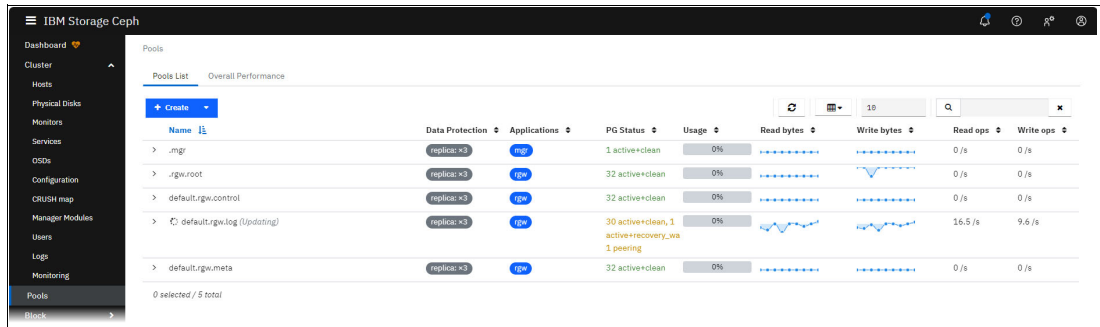 IBM Storage Ceph
Dashboard
Pools
Cluster
Pools List Overall Performance
Hosts
Physical Disks
+ Create 10
Monitors
Name Data Protection Applications PG Status Usage Read bytes Write bytes Read ops Write ops
Services
.mgr replica: ×3 mgr 1 active+clean 0% 0 /s 0 /s
OSDs
.rgw.root replica: ×3 rgw 32 active+clean 0% 0 /s 0 /s
Configuration
CRUSH map
default.rgw.control replica: ×3 rgw 32 active+clean 0% 0 /s 0 /s
Manager Modules
default.rgw.log (Updating) replica: ×3 rgw 30 active+clean, 1 0% 16.5 /s 9.6 /s
active+recovery_wa
1 peering
Users
Logs
Monitoring
default.rgw.meta replica: ×3 rgw 32 active+clean 0% 0 /s 0 /s
Pools
0 selected / 5 total
Block